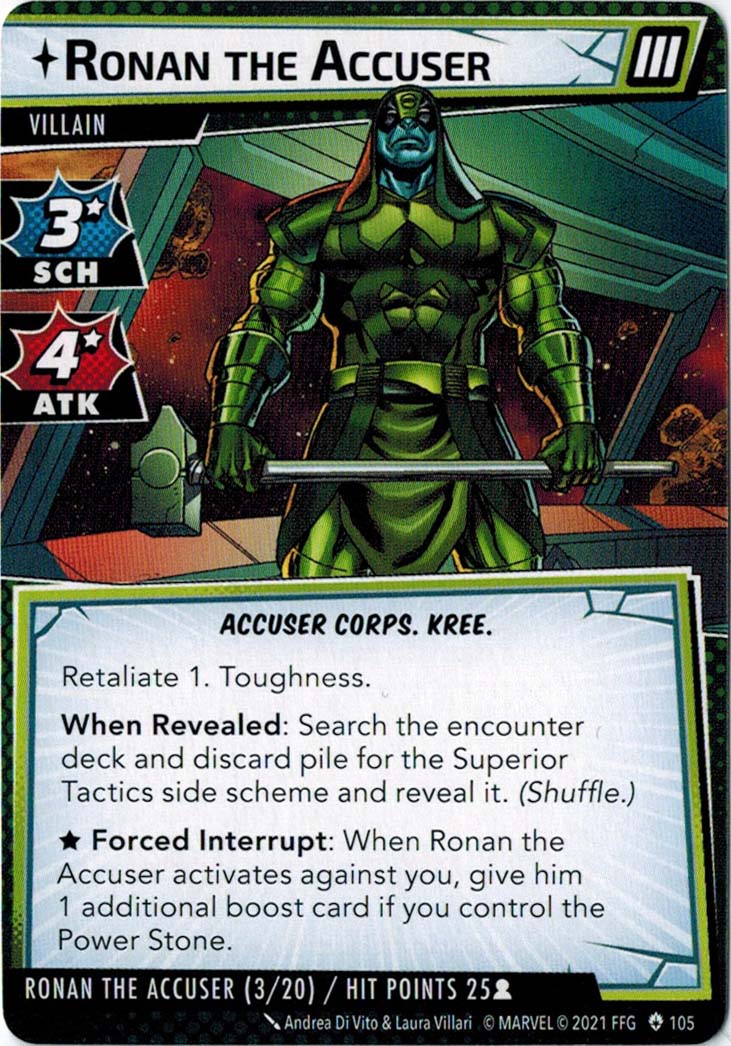 RONAN THE ACCUSER
III
VILLAIN
3★
SCH
4★
ATK
ACCUSER CORPS. KREE.
Retaliate 1. Toughness.
When Revealed: Search the encounter
deck and discard pile for the Superior
Tactics side scheme and reveal it. (Shuffle.)
★ Forced Interrupt: When Ronan the
Accuser activates against you, give him
1 additional boost card if you control the
Power Stone.
RONAN THE ACCUSER (3/20) / HIT POINTS 25
Andrea Di Vito & Laura Villari © MARVEL © 2021 FFG 105